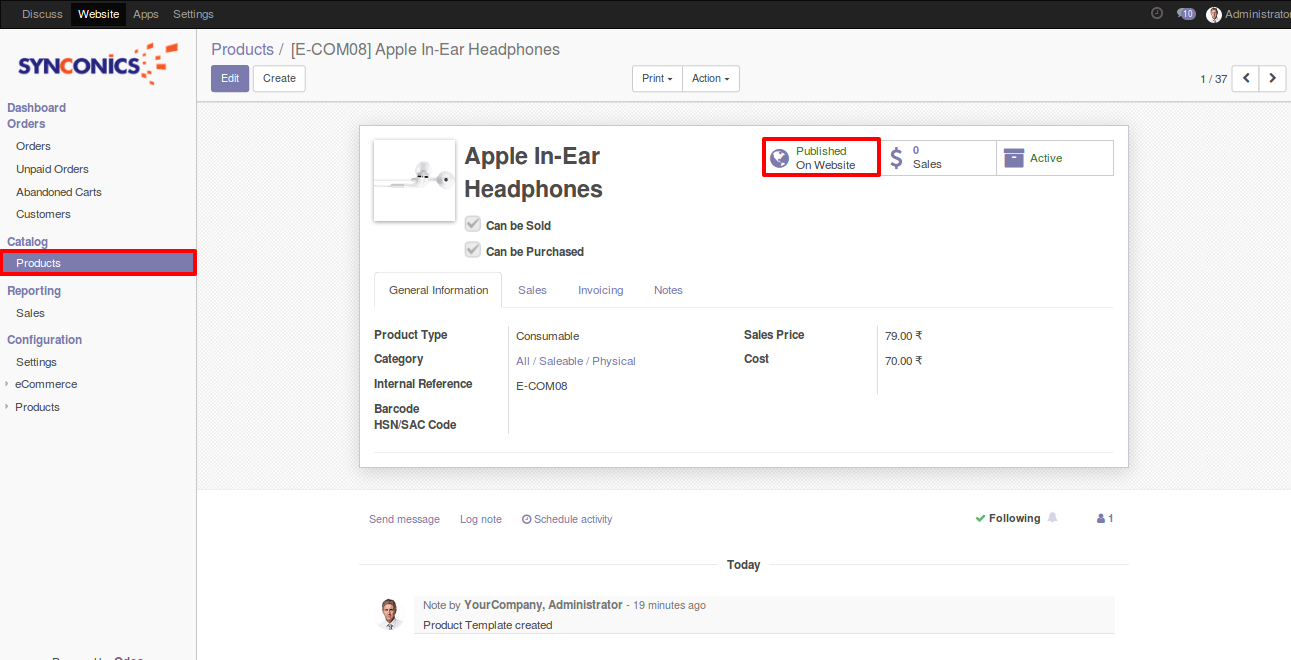 Discuss Website Apps Settings
10 Administrator
SYNCONICS
Dashboard
Orders
Orders
Unpaid Orders
Abandoned Carts
Customers
Catalog
Products
Reporting
Sales
Configuration
Settings
eCommerce
Products
Products / [E-COM08] Apple In-Ear Headphones
Edit Create
Print Action
1 / 37
Apple In-Ear
Headphones
Can be Sold
Can be Purchased
Published
On Website
0
Sales
Active
General Information Sales Invoicing Notes
Product Type Consumable
Category All / Saleable / Physical
Internal Reference E-COM08
Barcode
HSN/SAC Code
Sales Price 79.00 ₹
Cost 70.00 ₹
Send message Log note Schedule activity
Following 1
Today
Note by YourCompany, Administrator - 19 minutes ago
Product Template created